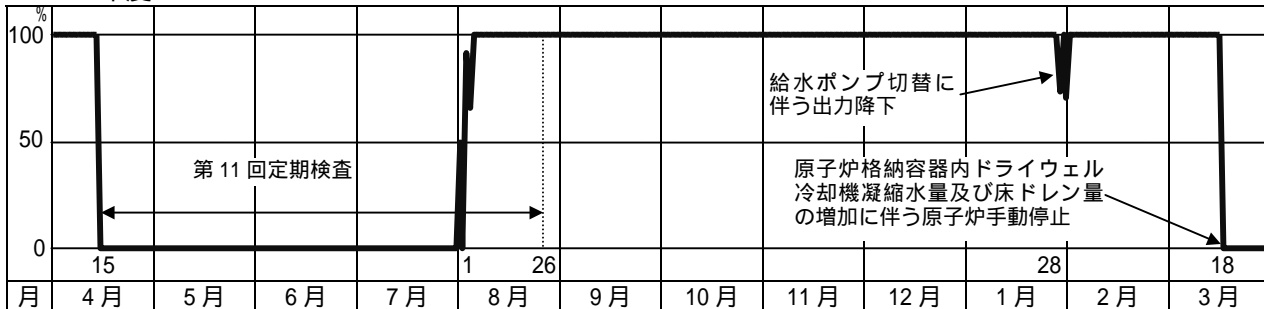 %
100
50
0
給水ポンプ切替に
伴う出力降下
第 11 回定期検査
原子炉格納容器内ドライウェル
冷却機凝縮水量及び床ドレン量
の増加に伴う原子炉手動停止
15 1 26 28 18
月 4 月 5 月 6 月 7 月 8 月 9 月 10 月 11 月 12 月 1 月 2 月 3 月